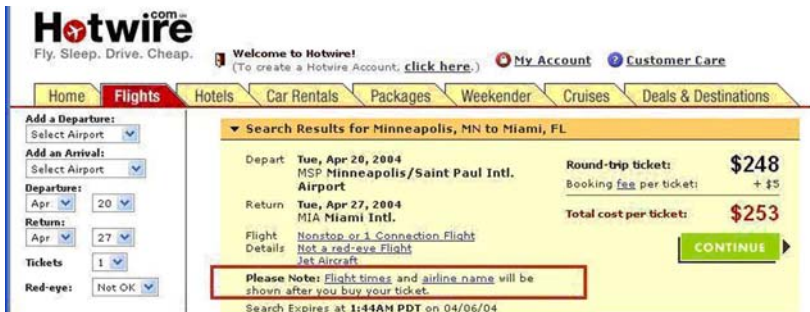 Hotwire.com
Fly. Sleep. Drive. Cheap.
Welcome to Hotwire!
(To create a Hotwire Account, click here.)
My Account
Customer Care
Home
Flights
Hotels
Car Rentals
Packages
Weekender
Cruises
Deals & Destinations
Add a Departure:
Select Airport
Add an Arrival:
Select Airport
Departure:
Apr 20
Return:
Apr 27
Tickets 1
Red-eye: Not OK
Search Results for Minneapolis, MN to Miami, FL
Depart Tue, Apr 20, 2004
MSP Minneapolis/Saint Paul Intl.
Airport
Return Tue, Apr 27, 2004
MIA Miami Intl.
Flight Nonstop or 1 Connection Flight
Details Not a red-eye Flight
Jet Aircraft
Round-trip ticket: $248
Booking fee per ticket: + $5
Total cost per ticket: $253
CONTINUE
Please Note: Flight times and airline name will be
shown after you buy your ticket.
Search Expires at 1:44AM PDT on 04/06/04